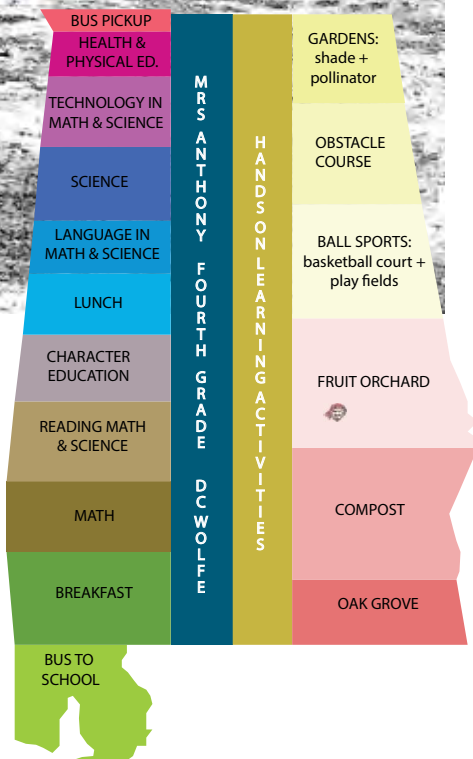 BUS PICKUP
HEALTH &
PHYSICAL ED.
TECHNOLOGY IN
MATH & SCIENCE
SCIENCE
LANGUAGE IN
MATH & SCIENCE
LUNCH
CHARACTER
EDUCATION
READING MATH
& SCIENCE
MATH
BREAKFAST
BUS TO
SCHOOL
MRS ANTHONY FOURTH GRADE DC WOLFE
HANDS ON LEARNING ACTIVITIES
GARDENS:
shade +
pollinator
OBSTACLE
COURSE
BALL SPORTS:
basketball court +
play fields
FRUIT ORCHARD
COMPOST
OAK GROVE